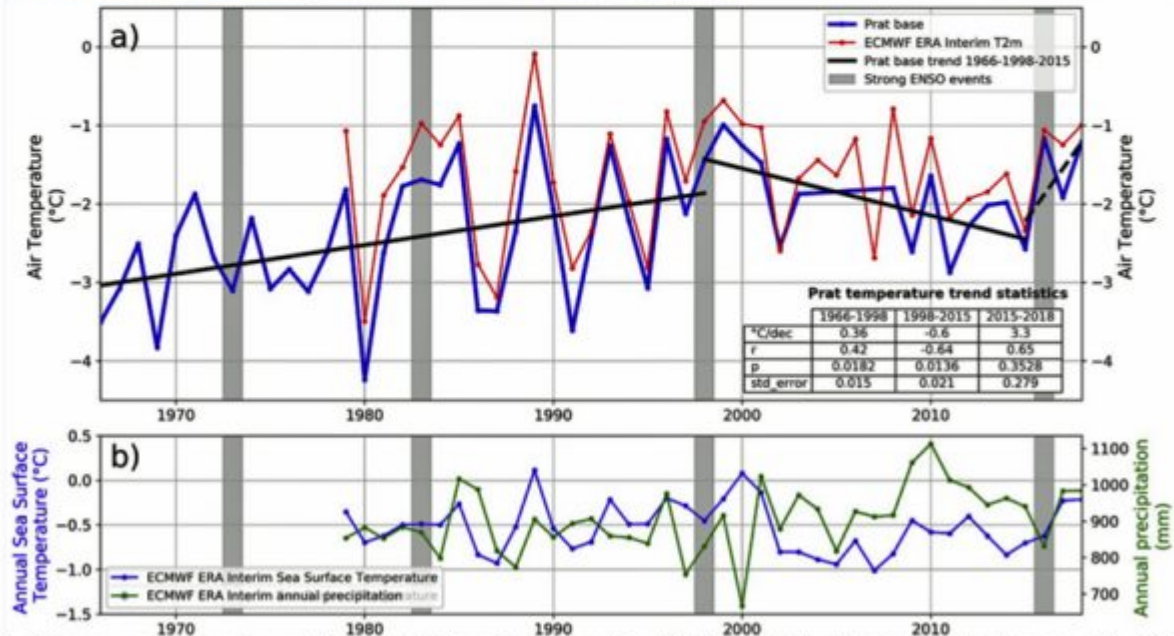 a)
Prat base
ECMWF ERA Interim T2m
Prat base trend 1966-1998-2015
Strong ENSO events
Air Temperature
(°C)
0
−1
−2
−3
−4
Air Temperature
(°C)
0
−1
−2
−3
−4
Prat temperature trend statistics
1966-1998 1998-2015 2015-2018
°C/dec 0.36 -0.6 3.3
r 0.42 -0.64 0.65
p 0.0182 0.0136 0.3528
std_error 0.015 0.021 0.279
1970 1980 1990 2000 2010
b)
Annual Sea Surface
Temperature (°C)
0.5
0.0
−0.5
−1.0
−1.5
Annual precipitation
(mm)
1100
1000
900
800
700
ECMWF ERA Interim Sea Surface Temperature
ECMWF ERA Interim annual precipitation
1970 1980 1990 2000 2010